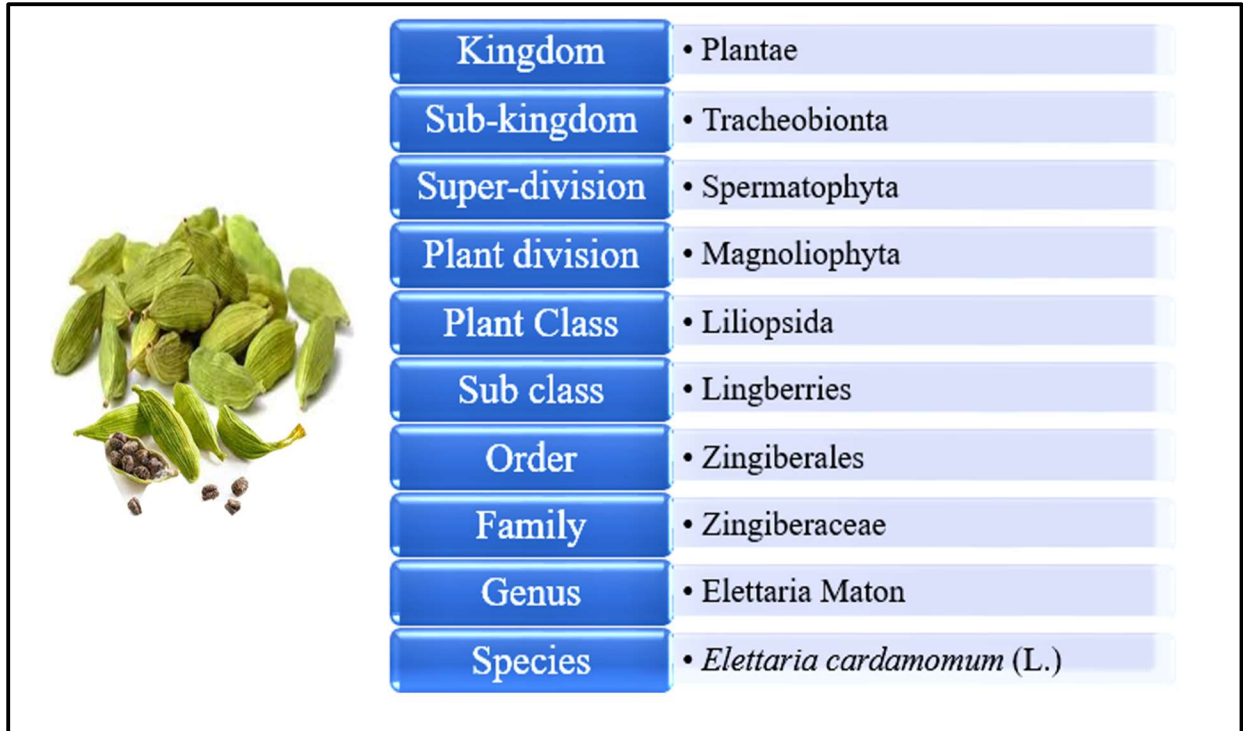 Kingdom • Plantae
Sub-kingdom • Tracheobionta
Super-division • Spermatophyta
Plant division • Magnoliophyta
Plant Class • Liliopsida
Sub class • Lingberries
Order • Zingiberales
Family • Zingiberaceae
Genus • Elettaria Maton
Species • Elettaria cardamomum (L.)